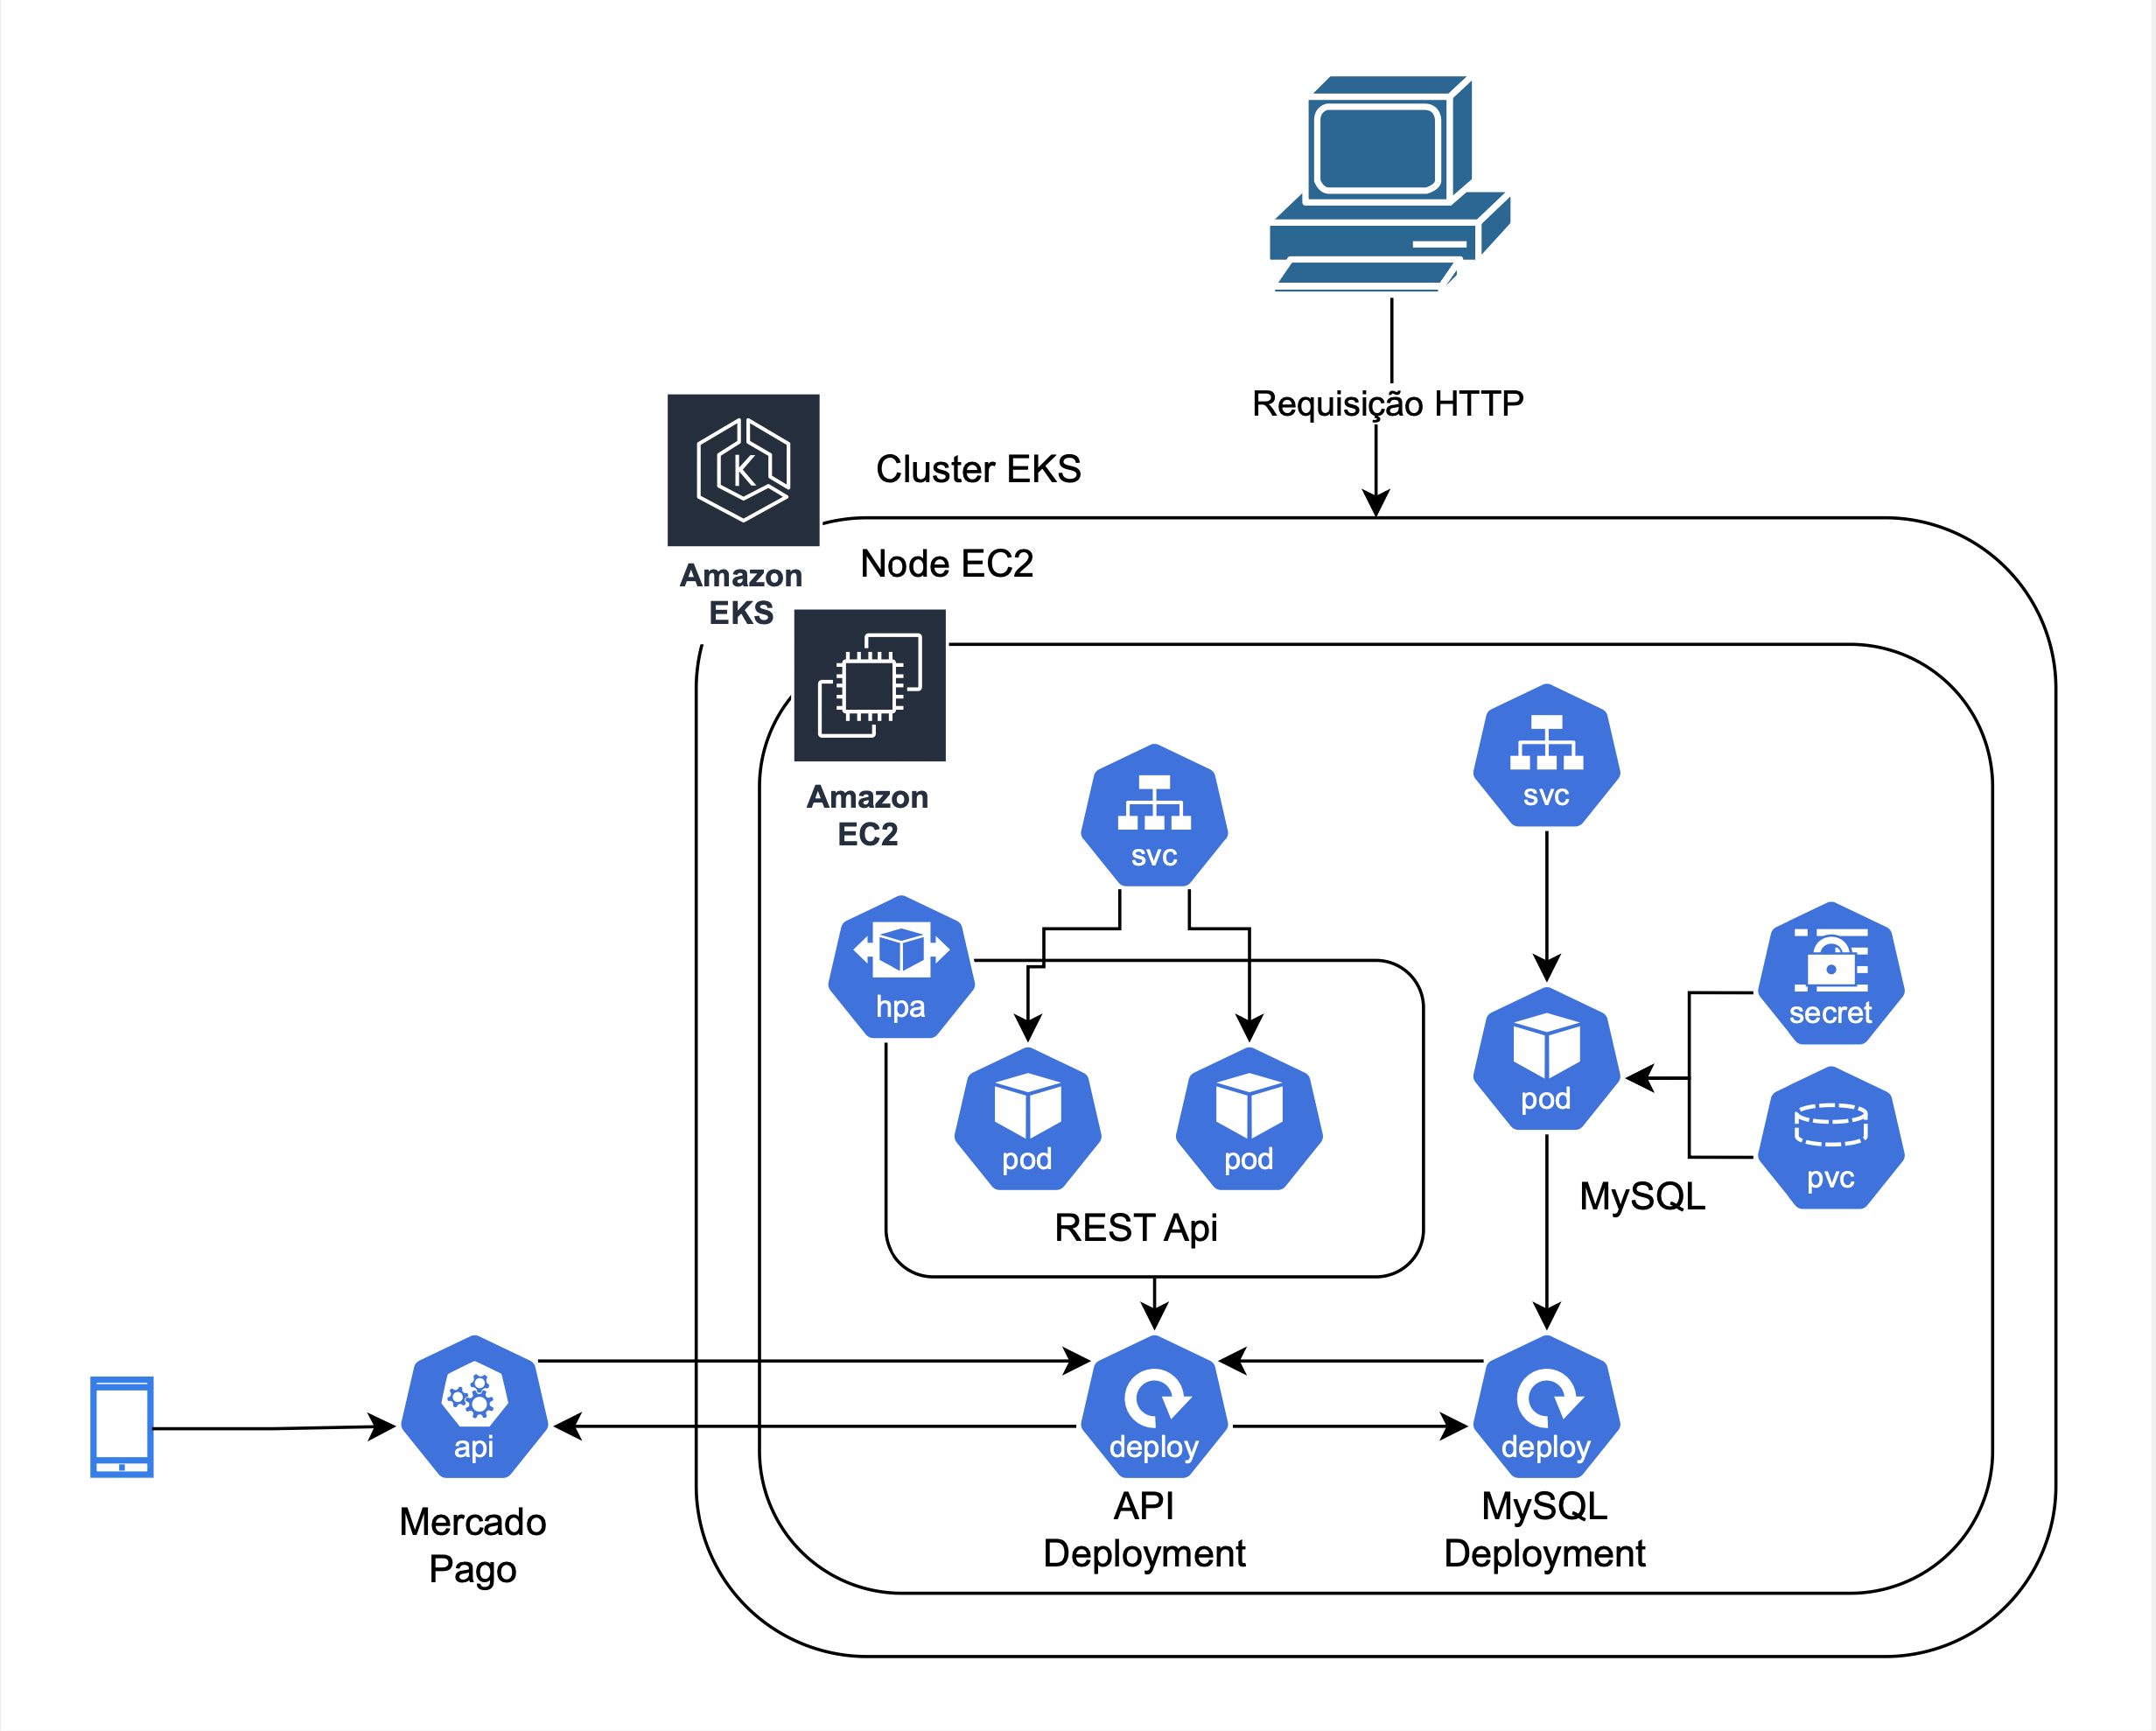 Requisição HTTP
Cluster EKS
Amazon
EKS
Node EC2
Amazon
EC2
svc
svc
hpa
secret
pod
pod
pod
pvc
MySQL
REST Api
api
deploy
deploy
Mercado
Pago
API
Deployment
MySQL
Deployment